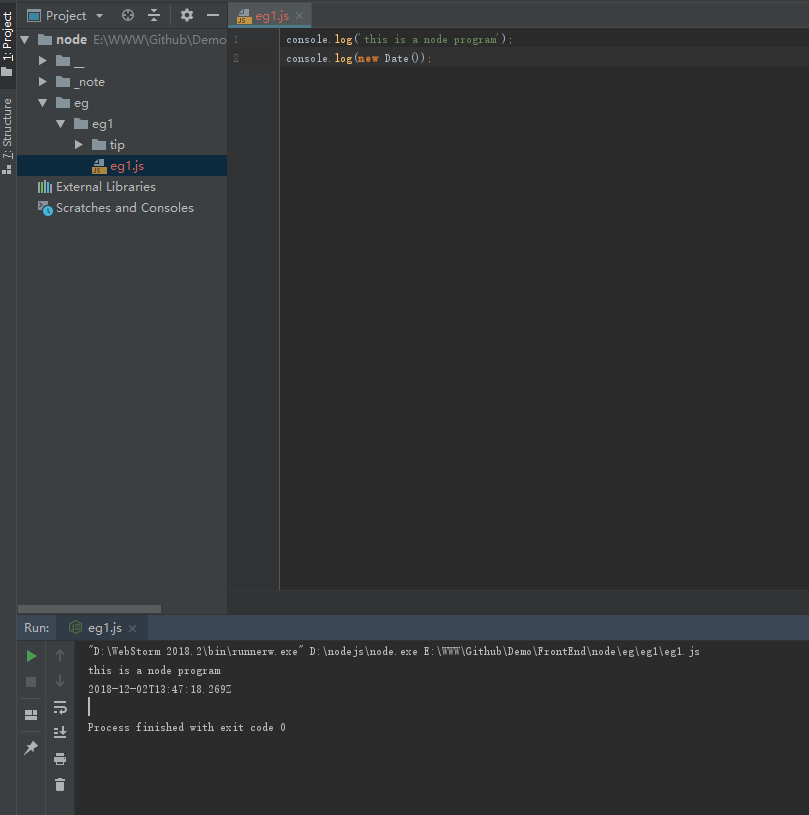 1: Project
7: Structure
Project
node E:\WWW\Github\Demo
__
_note
eg
eg1
tip
eg1.js
External Libraries
Scratches and Consoles
eg1.js
1 console.log('this is a node program');
2 console.log(new Date());
Run: eg1.js
"D:\WebStorm 2018.2\bin\runnerw.exe" D:\nodejs\node.exe E:\WWW\Github\Demo\FrontEnd\node\eg\eg1\eg1.js
this is a node program
2018-12-02T13:47:18.269Z
Process finished with exit code 0